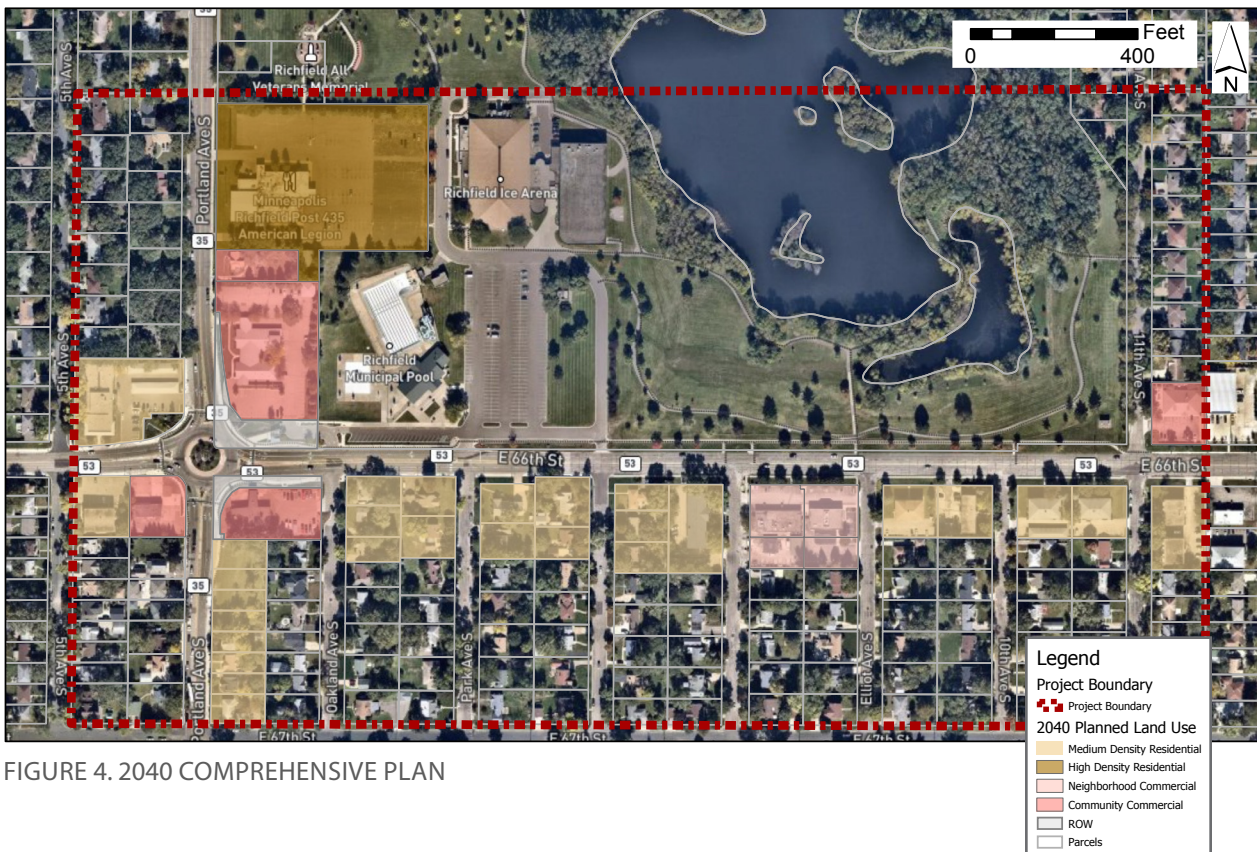 35
Feet
0 400
N
5th Ave S
Richfield All
Veterans Memorial
Portland Ave S
35
Minneapolis
Richfield Post 435
American Legion
Richfield Ice Arena
Richfield
Municipal Pool
5th Ave S
11th Ave S
35
53
53
53
53
53
53
E 66th St
E 66th St
35
5th Ave S
Oakland Ave S
Park Ave S
Elliot Ave S
10th Ave S
E 67th St
E 67th St
E 67th St
Legend
Project Boundary
Project Boundary
2040 Planned Land Use
Medium Density Residential
High Density Residential
Neighborhood Commercial
Community Commercial
ROW
Parcels
FIGURE 4. 2040 COMPREHENSIVE PLAN